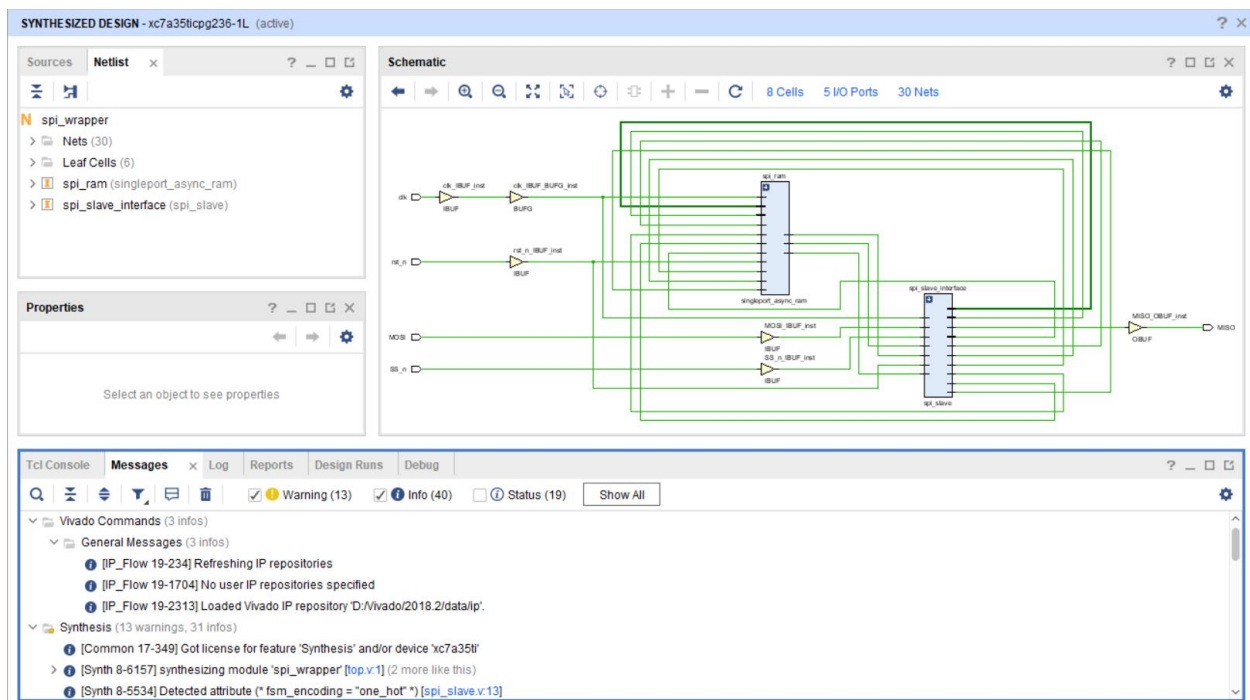 SYNTHESIZED DESIGN - xc7a35ticpg236-1L (active)
Sources Netlist
spi_wrapper
Nets (30)
Leaf Cells (6)
spi_ram (singleport_async_ram)
spi_slave_interface (spi_slave)
Properties
Select an object to see properties
Schematic
8 Cells 5 I/O Ports 30 Nets
clk
clk_IBUF_inst
IBUF
clk_IBUF_BUFG_inst
BUFG
rst_n
rst_n_IBUF_inst
IBUF
spi_ram
singleport_async_ram
MOSI
MOSI_IBUF_inst
IBUF
SS_n
SS_n_IBUF_inst
IBUF
spi_slave_interface
spi_slave
MISO_OBUF_inst
OBUF
MISO
Tcl Console Messages Log Reports Design Runs Debug
Warning (13) Info (40) Status (19) Show All
Vivado Commands (3 infos)
General Messages (3 infos)
[IP_Flow 19-234] Refreshing IP repositories
[IP_Flow 19-1704] No user IP repositories specified
[IP_Flow 19-2313] Loaded Vivado IP repository 'D:/Vivado/2018.2/data/ip'.
Synthesis (13 warnings, 31 infos)
[Common 17-349] Got license for feature 'Synthesis' and/or device 'xc7a35ti'
[Synth 8-6157] synthesizing module 'spi_wrapper' [top.v:1] (2 more like this)
[Synth 8-5534] Detected attribute (* fsm_encoding = "one_hot" *) [spi_slave.v:13]